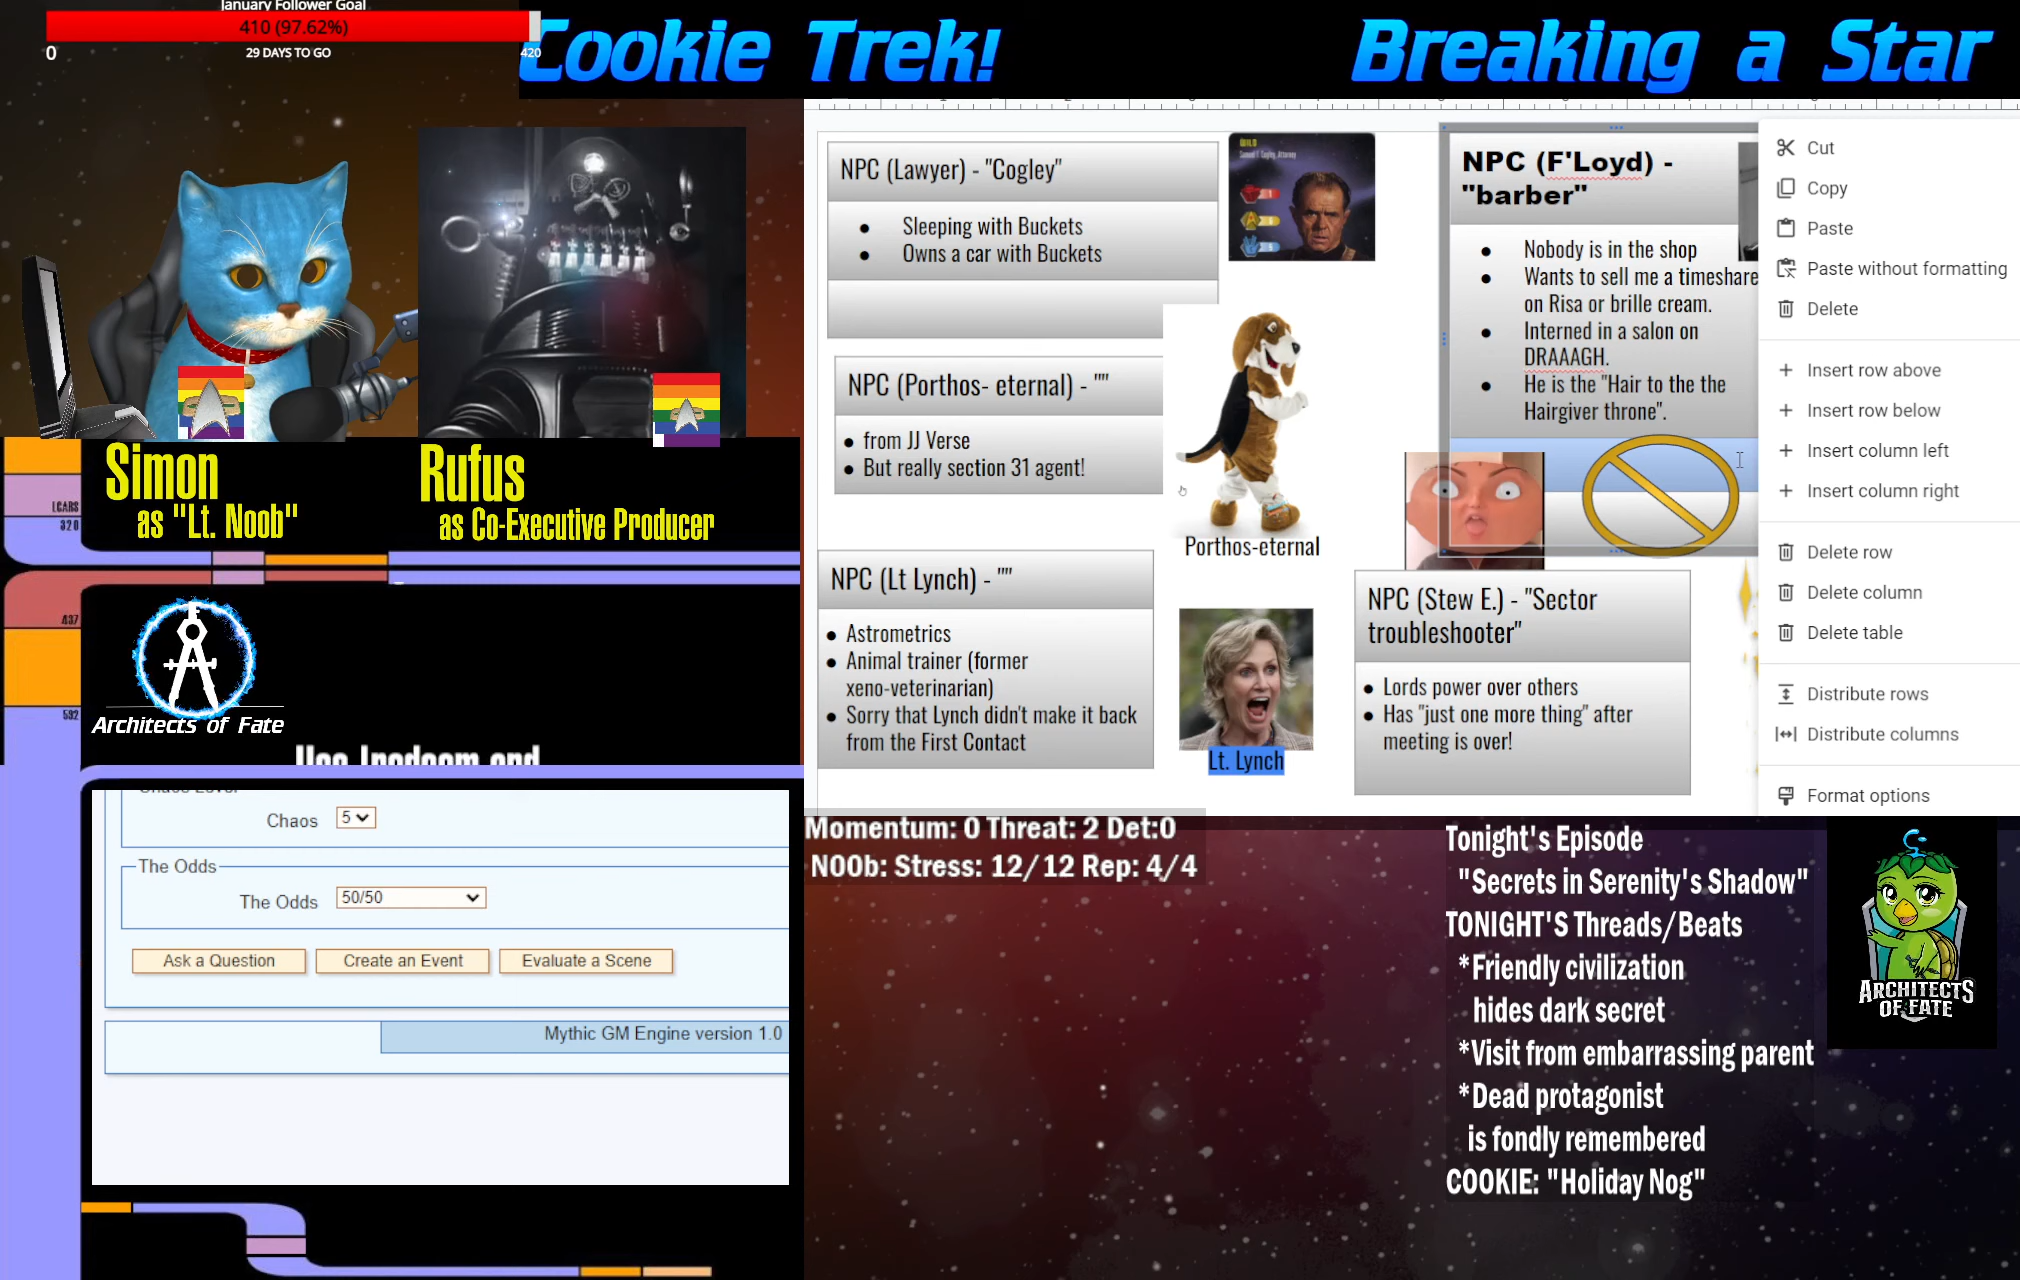 January Follower Goal
410 (97.62%)
0
29 DAYS TO GO
420
Cookie Trek!
Breaking a Star
NPC (Lawyer) - "Cogley"
Sleeping with Buckets
Owns a car with Buckets
Samuel T. Cogley, Attorney
NPC (F'Loyd) -
"barber"
Nobody is in the shop
Wants to sell me a timeshare
on Risa or brille cream.
Interned in a salon on
DRAAAGH.
He is the "Hair to the the
Hairgiver throne".
Cut
Copy
Paste
Paste without formatting
Delete
Insert row above
Insert row below
Insert column left
Insert column right
Delete row
Delete column
Delete table
Distribute rows
Distribute columns
Format options
NPC (Porthos- eternal) - ""
from JJ Verse
But really section 31 agent!
Porthos-eternal
NPC (Lt Lynch) - ""
Astrometrics
Animal trainer (former
xeno-veterinarian)
Sorry that Lynch didn't make it back
from the First Contact
Lt. Lynch
NPC (Stew E.) - "Sector
troubleshooter"
Lords power over others
Has "just one more thing" after
meeting is over!
Simon
as "Lt. Noob"
Rufus
as Co-Executive Producer
LCARS
320
437
592
Architects of Fate
Chaos Level
Chaos
5
The Odds
The Odds
50/50
Ask a Question
Create an Event
Evaluate a Scene
Mythic GM Engine version 1.0
Momentum: 0 Threat: 2 Det:0
N00b: Stress: 12/12 Rep: 4/4
Tonight's Episode
"Secrets in Serenity's Shadow"
TONIGHT'S Threads/Beats
*Friendly civilization
hides dark secret
*Visit from embarrassing parent
*Dead protagonist
is fondly remembered
COOKIE: "Holiday Nog"
ARCHITECTS
OF FATE